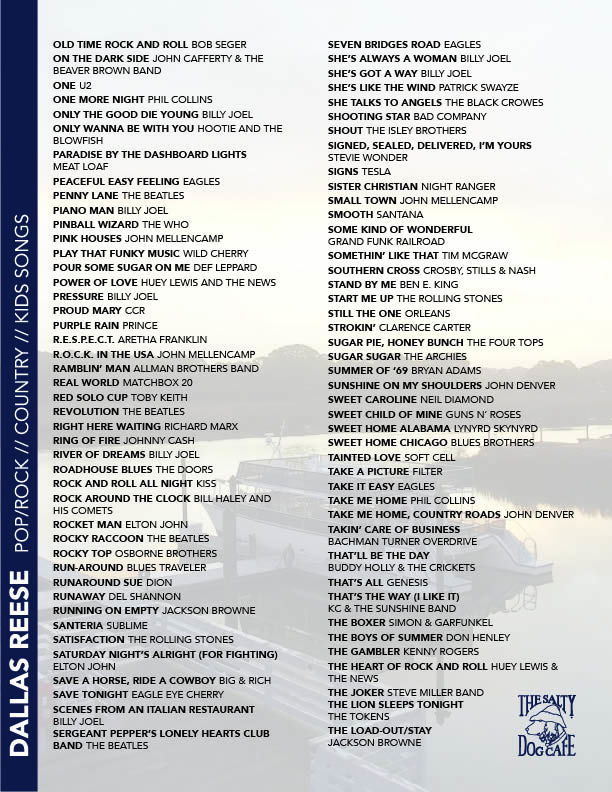 DALLAS REESE POP/ROCK // COUNTRY // KIDS SONGS
OLD TIME ROCK AND ROLL BOB SEGER
ON THE DARK SIDE JOHN CAFFERTY & THE
BEAVER BROWN BAND
ONE U2
ONE MORE NIGHT PHIL COLLINS
ONLY THE GOOD DIE YOUNG BILLY JOEL
ONLY WANNA BE WITH YOU HOOTIE AND THE
BLOWFISH
PARADISE BY THE DASHBOARD LIGHTS
MEAT LOAF
PEACEFUL EASY FEELING EAGLES
PENNY LANE THE BEATLES
PIANO MAN BILLY JOEL
PINBALL WIZARD THE WHO
PINK HOUSES JOHN MELLENCAMP
PLAY THAT FUNKY MUSIC WILD CHERRY
POUR SOME SUGAR ON ME DEF LEPPARD
POWER OF LOVE HUEY LEWIS AND THE NEWS
PRESSURE BILLY JOEL
PROUD MARY CCR
PURPLE RAIN PRINCE
R.E.S.P.E.C.T. ARETHA FRANKLIN
R.O.C.K. IN THE USA JOHN MELLENCAMP
RAMBLIN' MAN ALLMAN BROTHERS BAND
REAL WORLD MATCHBOX 20
RED SOLO CUP TOBY KEITH
REVOLUTION THE BEATLES
RIGHT HERE WAITING RICHARD MARX
RING OF FIRE JOHNNY CASH
RIVER OF DREAMS BILLY JOEL
ROADHOUSE BLUES THE DOORS
ROCK AND ROLL ALL NIGHT KISS
ROCK AROUND THE CLOCK BILL HALEY AND
HIS COMETS
ROCKET MAN ELTON JOHN
ROCKY RACCOON THE BEATLES
ROCKY TOP OSBORNE BROTHERS
RUN-AROUND BLUES TRAVELER
RUNAROUND SUE DION
RUNAWAY DEL SHANNON
RUNNING ON EMPTY JACKSON BROWNE
SANTERIA SUBLIME
SATISFACTION THE ROLLING STONES
SATURDAY NIGHT'S ALRIGHT (FOR FIGHTING)
ELTON JOHN
SAVE A HORSE, RIDE A COWBOY BIG & RICH
SAVE TONIGHT EAGLE EYE CHERRY
SCENES FROM AN ITALIAN RESTAURANT
BILLY JOEL
SERGEANT PEPPER'S LONELY HEARTS CLUB
BAND THE BEATLES
SEVEN BRIDGES ROAD EAGLES
SHE'S ALWAYS A WOMAN BILLY JOEL
SHE'S GOT A WAY BILLY JOEL
SHE'S LIKE THE WIND PATRICK SWAYZE
SHE TALKS TO ANGELS THE BLACK CROWES
SHOOTING STAR BAD COMPANY
SHOUT THE ISLEY BROTHERS
SIGNED, SEALED, DELIVERED, I'M YOURS
STEVIE WONDER
SIGNS TESLA
SISTER CHRISTIAN NIGHT RANGER
SMALL TOWN JOHN MELLENCAMP
SMOOTH SANTANA
SOME KIND OF WONDERFUL
GRAND FUNK RAILROAD
SOMETHIN' LIKE THAT TIM MCGRAW
SOUTHERN CROSS CROSBY, STILLS & NASH
STAND BY ME BEN E. KING
START ME UP THE ROLLING STONES
STILL THE ONE ORLEANS
STROKIN' CLARENCE CARTER
SUGAR PIE, HONEY BUNCH THE FOUR TOPS
SUGAR SUGAR THE ARCHIES
SUMMER OF '69 BRYAN ADAMS
SUNSHINE ON MY SHOULDERS JOHN DENVER
SWEET CAROLINE NEIL DIAMOND
SWEET CHILD OF MINE GUNS N' ROSES
SWEET HOME ALABAMA LYNYRD SKYNYRD
SWEET HOME CHICAGO BLUES BROTHERS
TAINTED LOVE SOFT CELL
TAKE A PICTURE FILTER
TAKE IT EASY EAGLES
TAKE ME HOME PHIL COLLINS
TAKE ME HOME, COUNTRY ROADS JOHN DENVER
TAKIN' CARE OF BUSINESS
BACHMAN TURNER OVERDRIVE
THAT'LL BE THE DAY
BUDDY HOLLY & THE CRICKETS
THAT'S ALL GENESIS
THAT'S THE WAY (I LIKE IT)
KC & THE SUNSHINE BAND
THE BOXER SIMON & GARFUNKEL
THE BOYS OF SUMMER DON HENLEY
THE GAMBLER KENNY ROGERS
THE HEART OF ROCK AND ROLL HUEY LEWIS &
THE NEWS
THE JOKER STEVE MILLER BAND
THE LION SLEEPS TONIGHT
THE TOKENS
THE LOAD-OUT/STAY
JACKSON BROWNE
THE SALTY
DOG CAFE